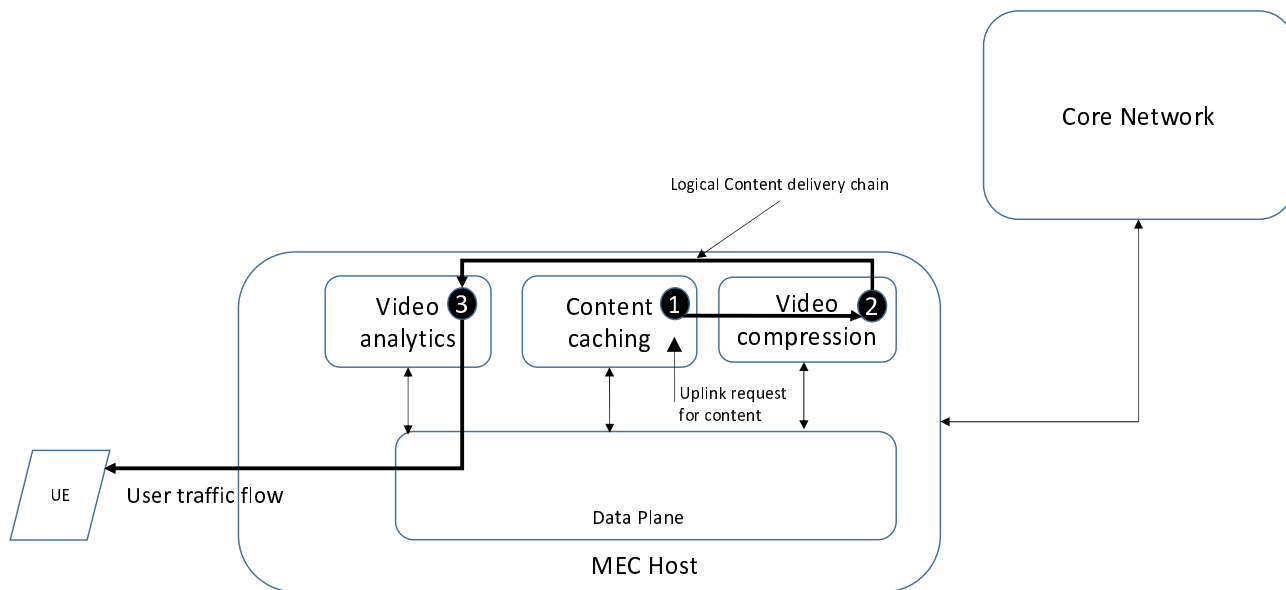 Core Network
Logical Content delivery chain
Video
analytics
3
Content
caching
1
Video
compression
2
Uplink request
for content
UE
User traffic flow
Data Plane
MEC Host